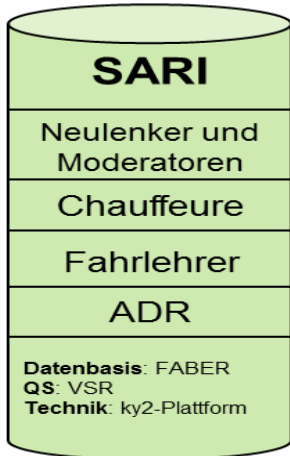 SARI
Neulenker und
Moderatoren
Chauffeure
Fahrlehrer
ADR
Datenbasis: FABER
QS: VSR
Technik: ky2-Plattform